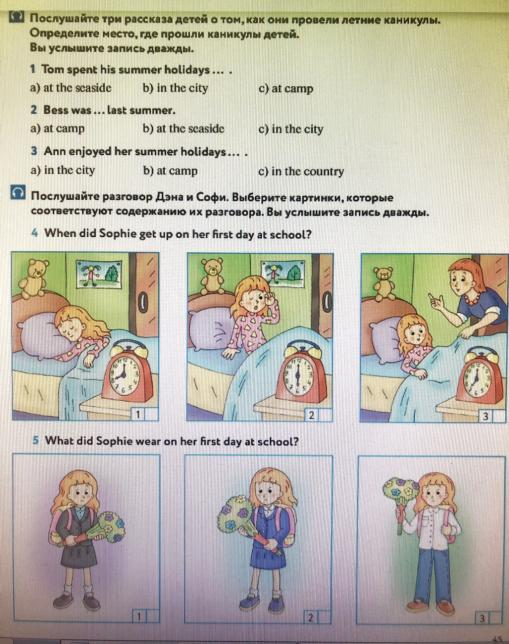 Послушайте три рассказа детей о том, как они провели летние каникулы.
Определите место, где прошли каникулы детей.
Вы услышите запись дважды.
1 Tom spent his summer holidays ... .
a) at the seaside b) in the city c) at camp
2 Bess was ... last summer.
a) at camp b) at the seaside c) in the city
3 Ann enjoyed her summer holidays ... .
a) in the city b) at camp c) in the country
Послушайте разговор Дэна и Софи. Выберите картинки, которые
соответствуют содержанию их разговора. Вы услышите запись дважды.
4 When did Sophie get up on her first day at school?
1 2 3
5 What did Sophie wear on her first day at school?
1 2 3